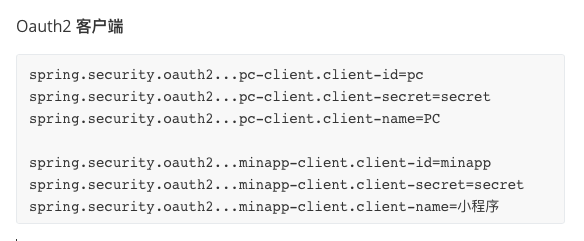 Oauth2 客户端
spring.security.oauth2...pc-client.client-id=pc
spring.security.oauth2...pc-client.client-secret=secret
spring.security.oauth2...pc-client.client-name=PC
spring.security.oauth2...minapp-client.client-id=minapp
spring.security.oauth2...minapp-client.client-secret=secret
spring.security.oauth2...minapp-client.client-name=小程序